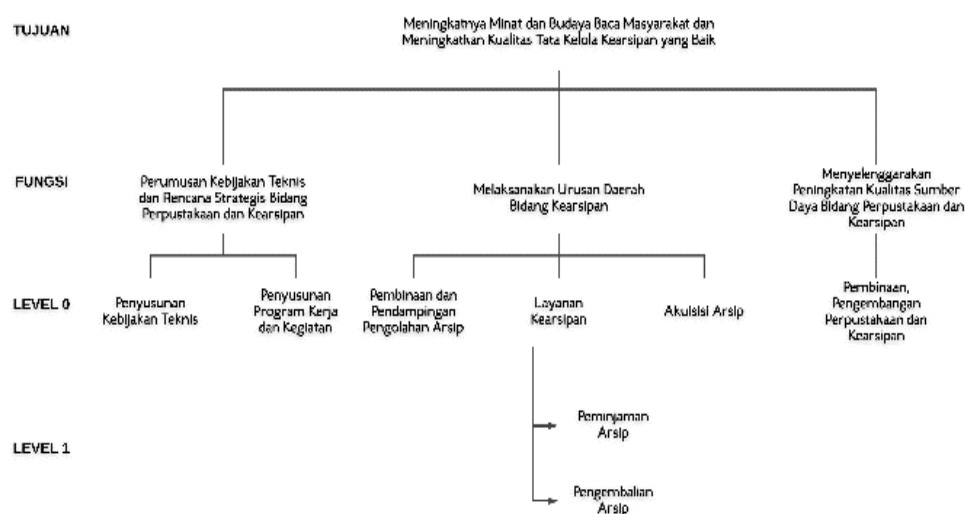 TUJUAN
Meningkatnya Minat dan Budaya Baca Masyarakat dan
Meningkatkan Kualitas Tata Kelola Kearsipan yang Baik
FUNGSI
Perumusan Kebijakan Teknis
dan Rencana Strategis Bidang
Perpustakaan dan Kearsipan
Melaksanakan Urusan Daerah
Bidang Kearsipan
Menyelenggarakan
Peningkatan Kualitas Sumber
Daya Bidang Perpustakaan dan
Kearsipan
LEVEL 0
Penyusunan
Kebijakan Teknis
Penyusunan
Program Kerja
dan Kegiatan
Pembinaan dan
Pendampingan
Pengolahan Arsip
Layanan
Kearsipan
Akuisisi Arsip
Pembinaan,
Pengembangan
Perpustakaan dan
Kearsipan
LEVEL 1
Peminjaman
Arsip
Pengembalian
Arsip